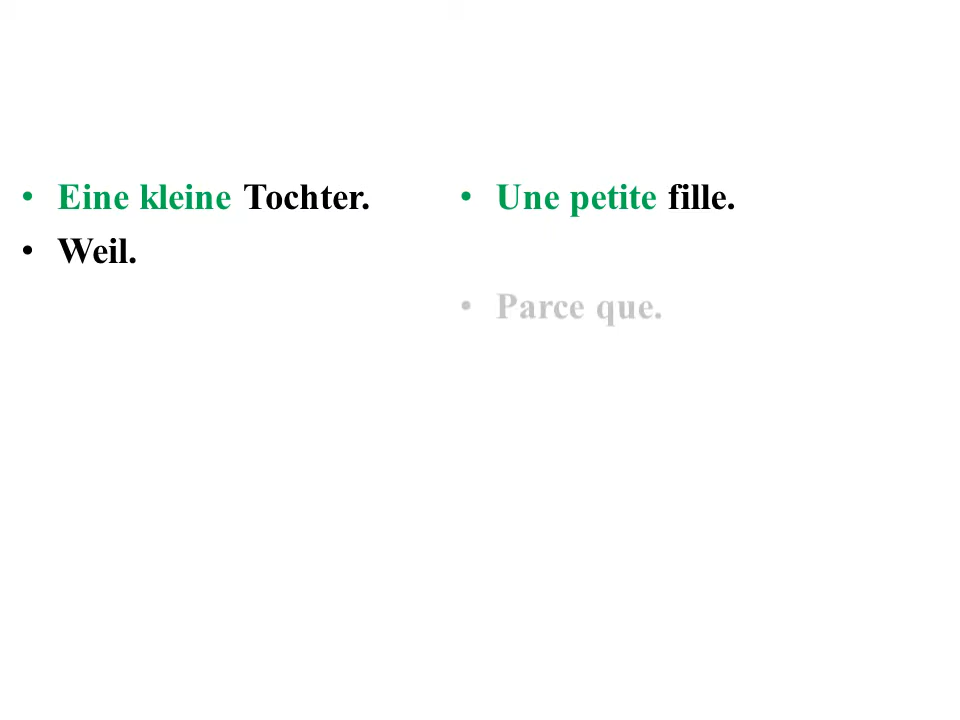 • Eine kleine Tochter.
• Weil.
• Une petite fille.
• Parce que.